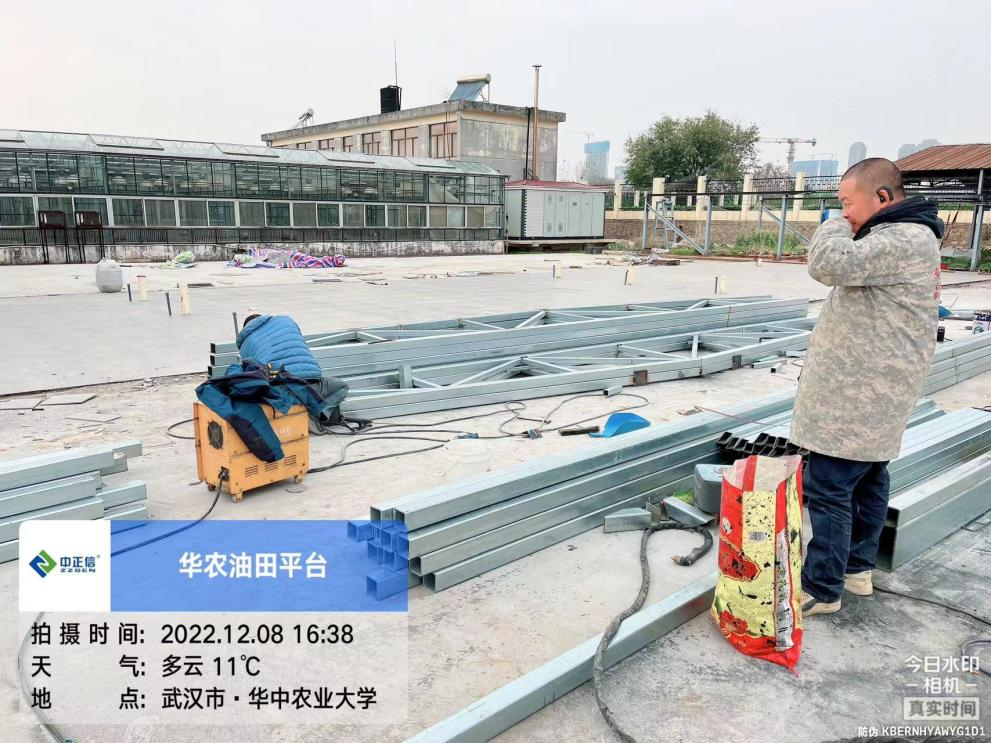 中正信®
ZZGEN
华农油田平台
拍摄时间: 2022.12.08 16:38
天气: 多云 11℃
地点: 武汉市·华中农业大学
今日水印
相机
真实时间
防伪 KBERNHYAWYG1D1